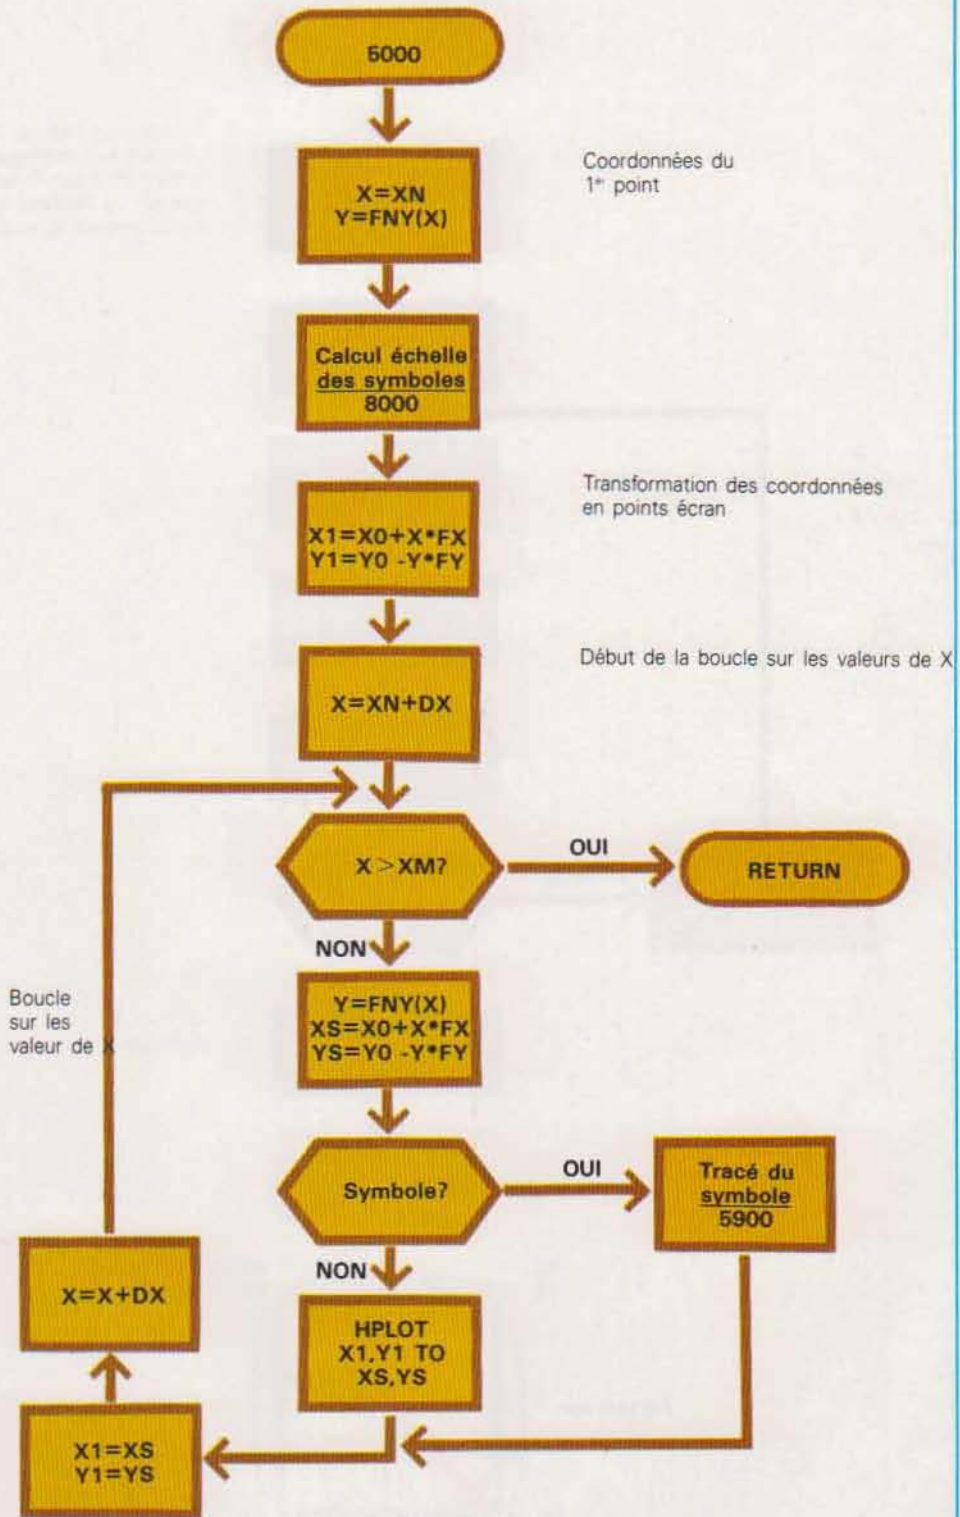 5000
X=XN
Y=FNY(X)
Coordonnées du
1er point
Calcul échelle
des symboles
8000
X1=X0+X*FX
Y1=Y0 -Y*FY
Transformation des coordonnées
en points écran
X=XN+DX
Début de la boucle sur les valeurs de X
X>XM?
OUI
RETURN
NON
Boucle
sur les
valeur de X
Y=FNY(X)
XS=X0+X*FX
YS=Y0 -Y*FY
Symbole?
OUI
Tracé du
symbole
5900
NON
X=X+DX
HPLOT
X1,Y1 TO
XS,YS
X1=XS
Y1=YS